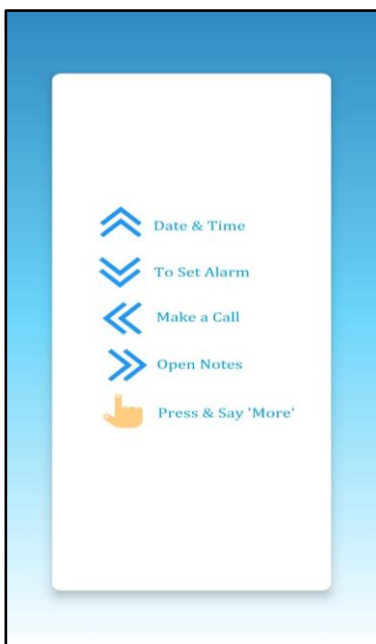 Date & Time
To Set Alarm
Make a Call
Open Notes
Press & Say 'More'